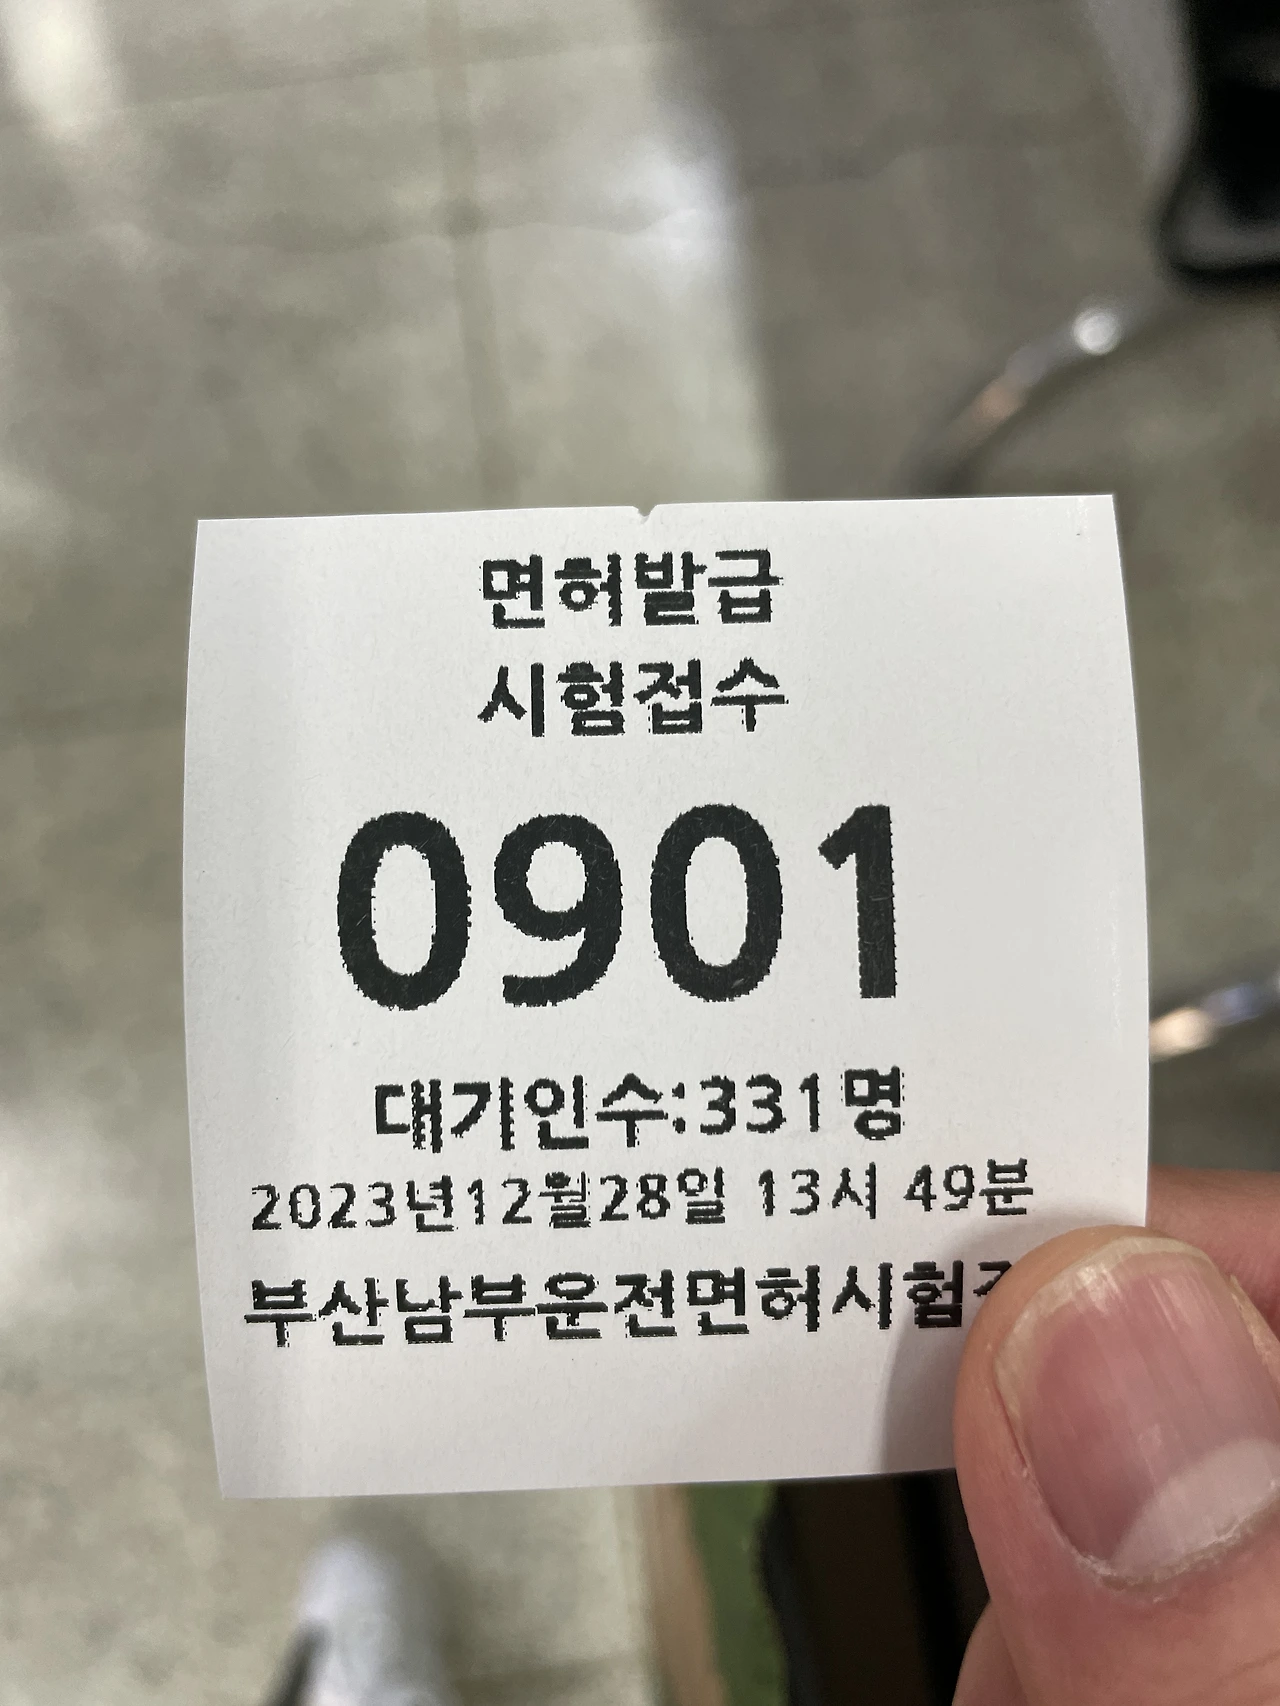 면허발급
시험접수
0901
대기인수:331명
2023년12월28일 13시 49분
부산남부운전면허시험